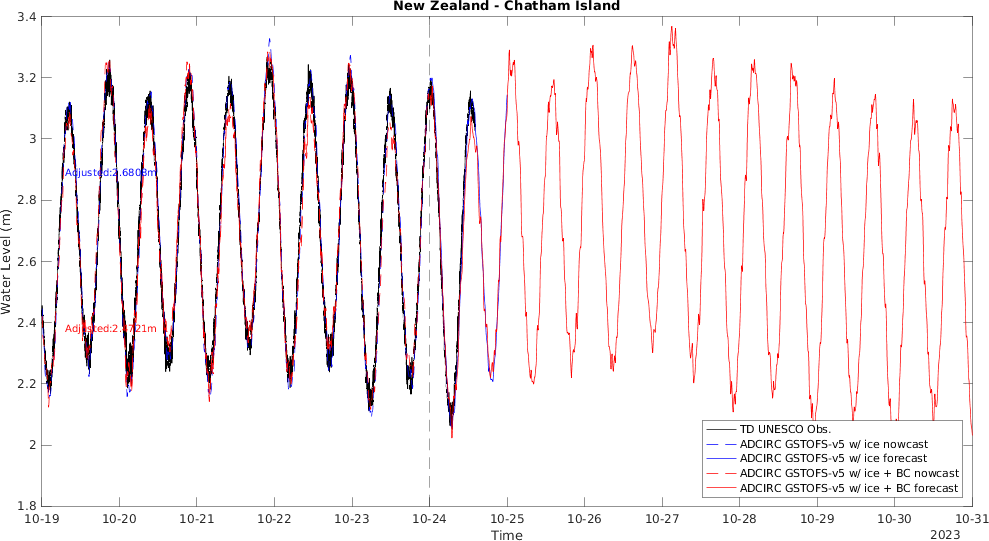 New Zealand - Chatham Island
3.4
3.2
3
2.8
2.6
2.4
2.2
2
1.8
Water Level (m)
Adjusted:2.6803m
TD UNESCO Obs.
ADCIRC GSTOFS-v5 w/ ice nowcast
ADCIRC GSTOFS-v5 w/ ice forecast
ADCIRC GSTOFS-v5 w/ ice + BC nowcast
ADCIRC GSTOFS-v5 w/ ice + BC forecast
10-19 10-20 10-21 10-22 10-23 10-24 10-25 10-26 10-27 10-28 10-29 10-30 10-31
Time
2023